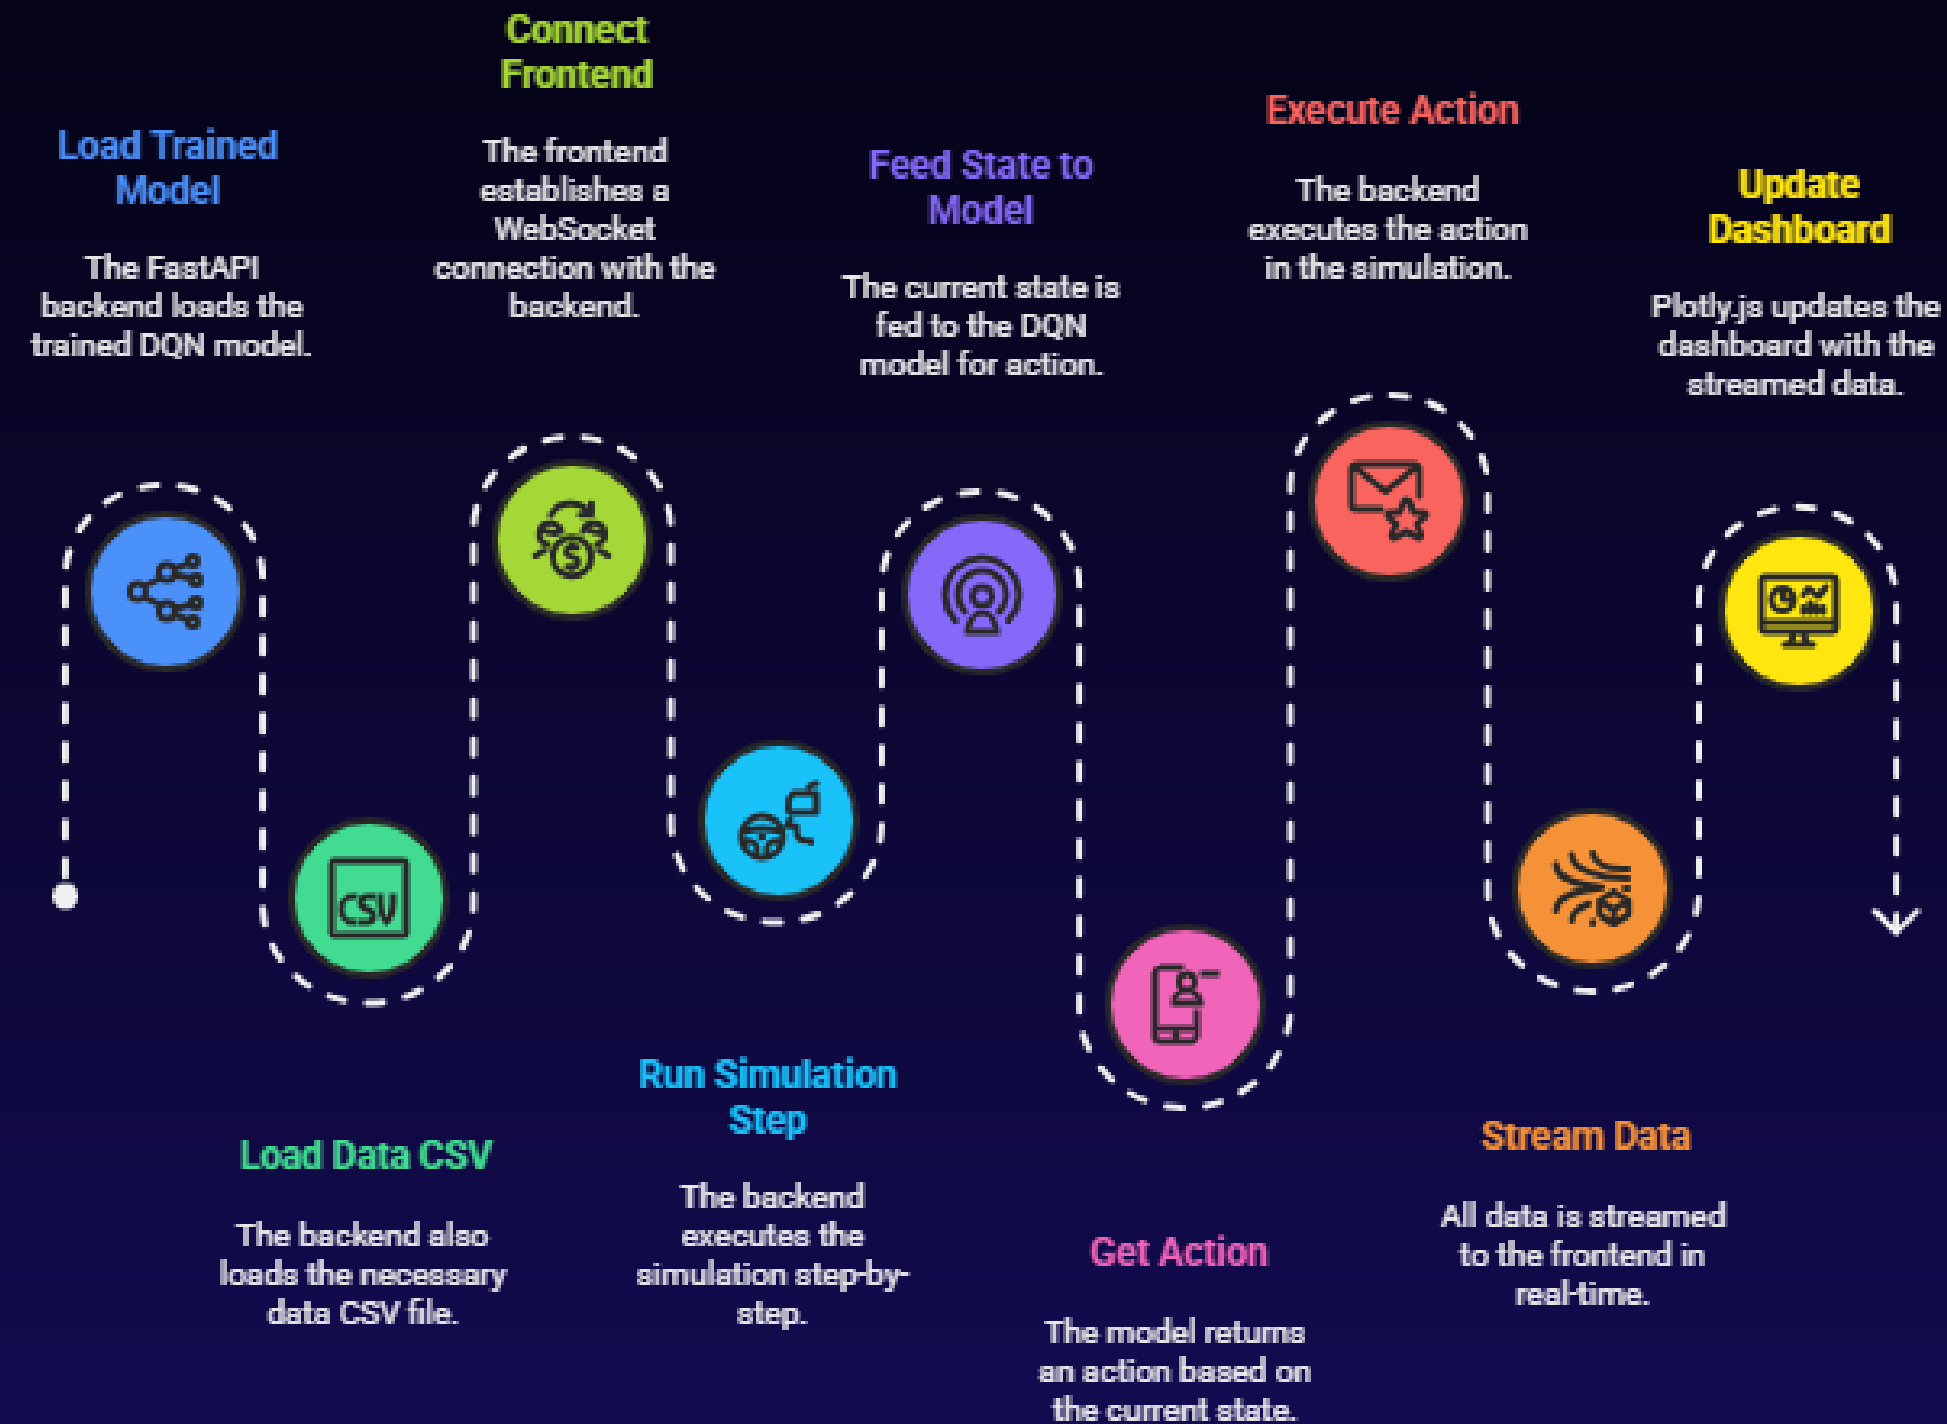 Load Trained
Model
The FastAPI
backend loads the
trained DQN model.
CSV
Load Data CSV
The backend also
loads the necessary
data CSV file.
Connect
Frontend
The frontend
establishes a
WebSocket
connection with the
backend.
S
Run Simulation
Step
The backend
executes the
simulation step-by-
step.
Feed State to
Model
The current state is
fed to the DQN
model for action.
Get Action
The model returns
an action based on
the current state.
Execute Action
The backend
executes the action
in the simulation.
Stream Data
All data is streamed
to the frontend in
real-time.
Update
Dashboard
Plotly.js updates the
dashboard with the
streamed data.